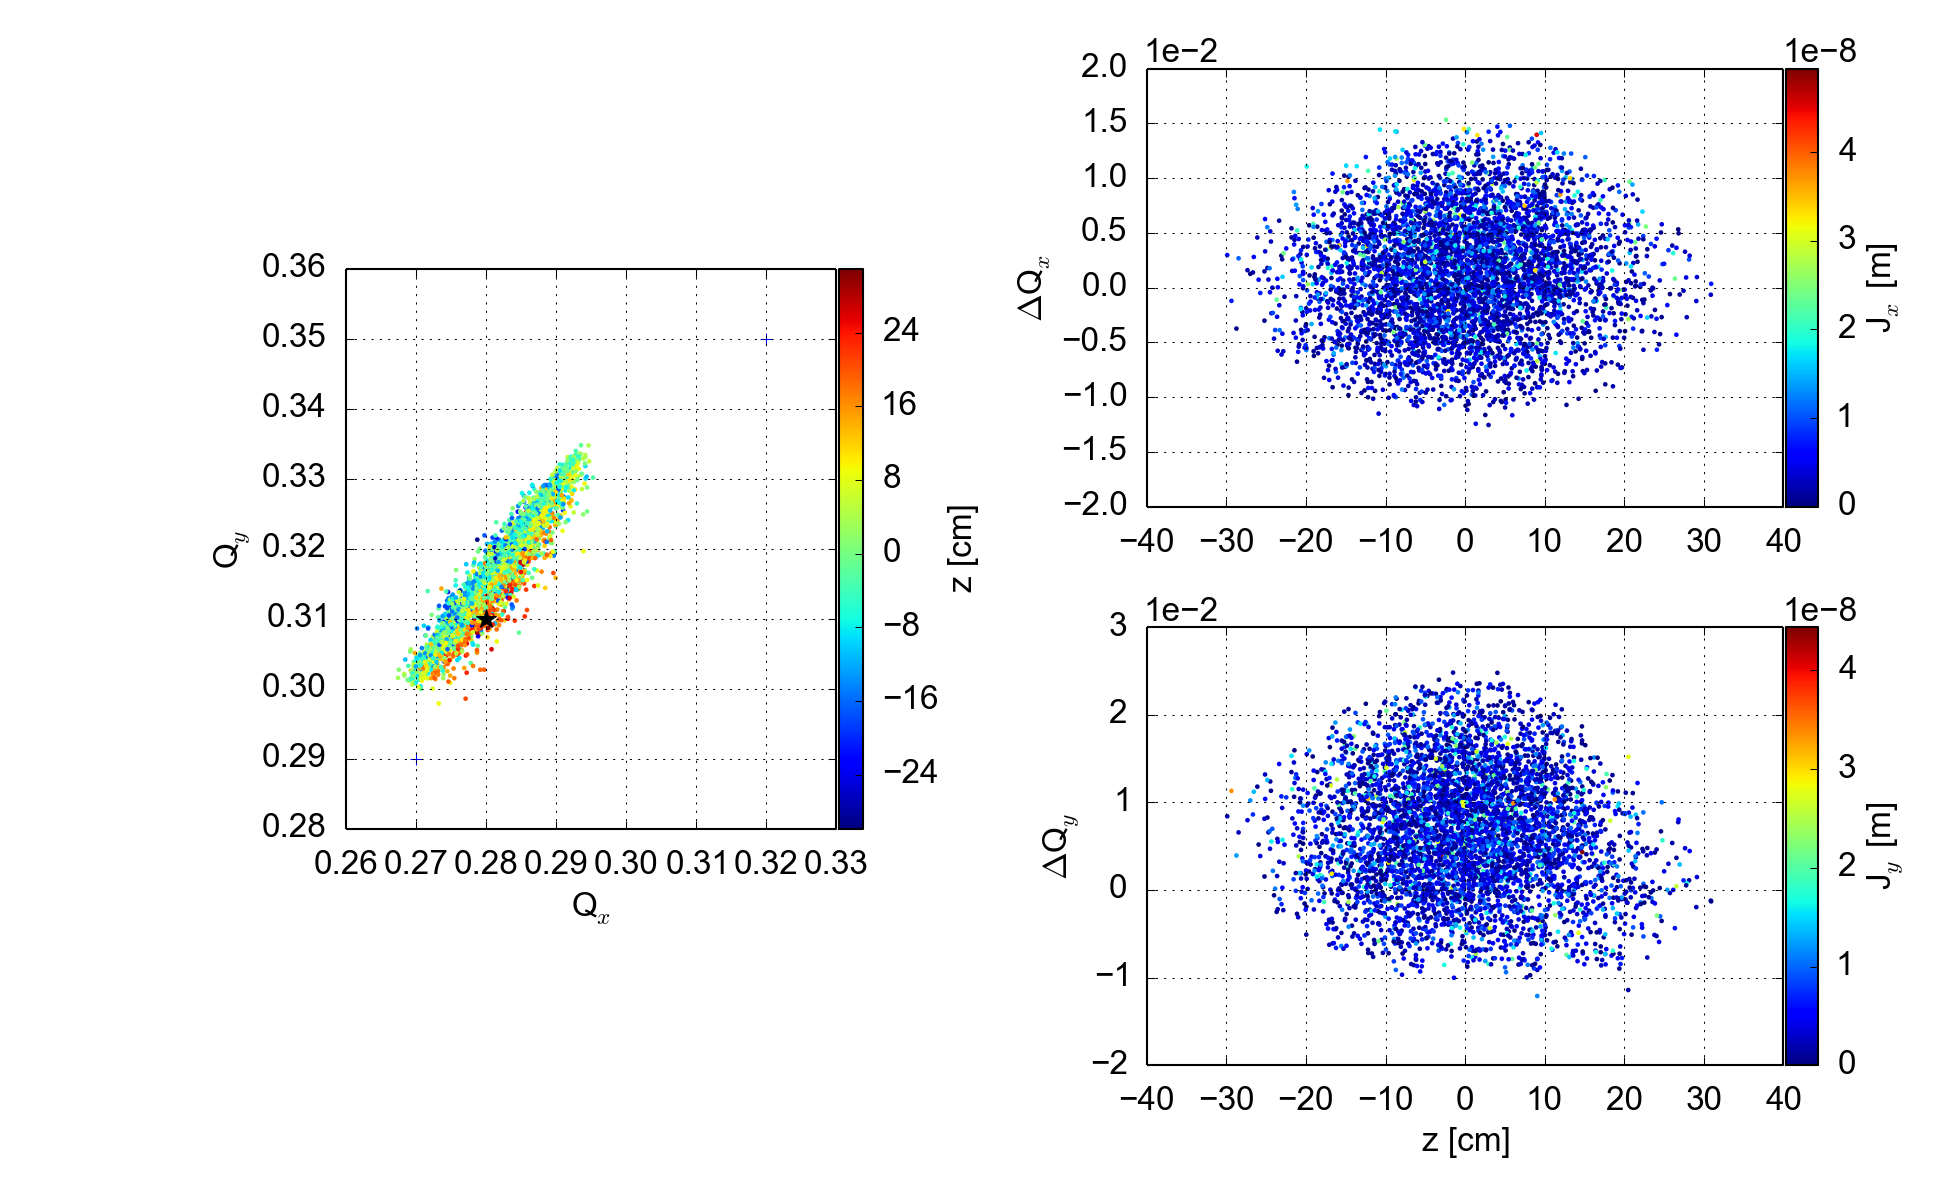 0.36
0.35
0.34
0.33
0.32
0.31
0.30
0.29
0.28
0.26 0.27 0.28 0.29 0.30 0.31 0.32 0.33
Q_x
Q_y
24
16
8
0
−8
−16
−24
z [cm]
1e−2
2.0
1.5
1.0
0.5
0.0
−0.5
−1.0
−1.5
−2.0
−40 −30 −20 −10 0 10 20 30 40
ΔQ_x
1e−8
4
3
2
1
0
J_x [m]
1e−2
3
2
1
0
−1
−2
−40 −30 −20 −10 0 10 20 30 40
z [cm]
ΔQ_y
1e−8
4
3
2
1
0
J_y [m]